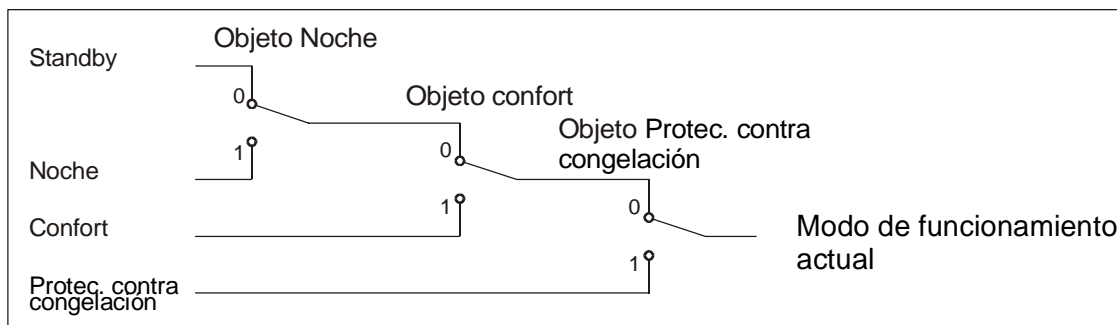 Objeto Noche
Standby
0
Objeto confort
Objeto Protec. contra
congelación
1
0
Noche
1
0
Confort
Modo de funcionamiento
actual
1
Protec. contra
congelación